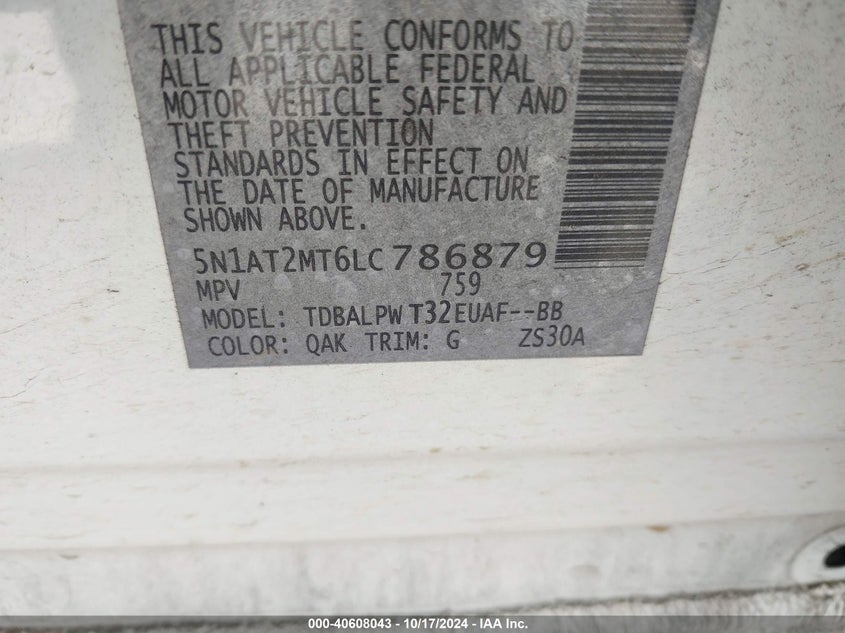 THIS VEHICLE CONFORMS TO
ALL APPLICABLE FEDERAL
MOTOR VEHICLE SAFETY AND
THEFT PREVENTION
STANDARDS IN EFFECT ON
THE DATE OF MANUFACTURE
SHOWN ABOVE.
5N1AT2MT6LC786879
MPV 759
MODEL: TDBALPW T32EUAF--BB
COLOR: QAK TRIM: G ZS30A
000-40608043 - 10/17/2024 - IAA Inc.